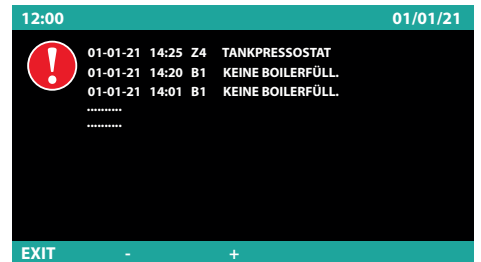 12:00 01/01/21
01-01-21 14:25 Z4 TANKPRESSOSTAT
01-01-21 14:20 B1 KEINE BOILERFÜLL.
01-01-21 14:01 B1 KEINE BOILERFÜLL.
..........
..........
EXIT - +